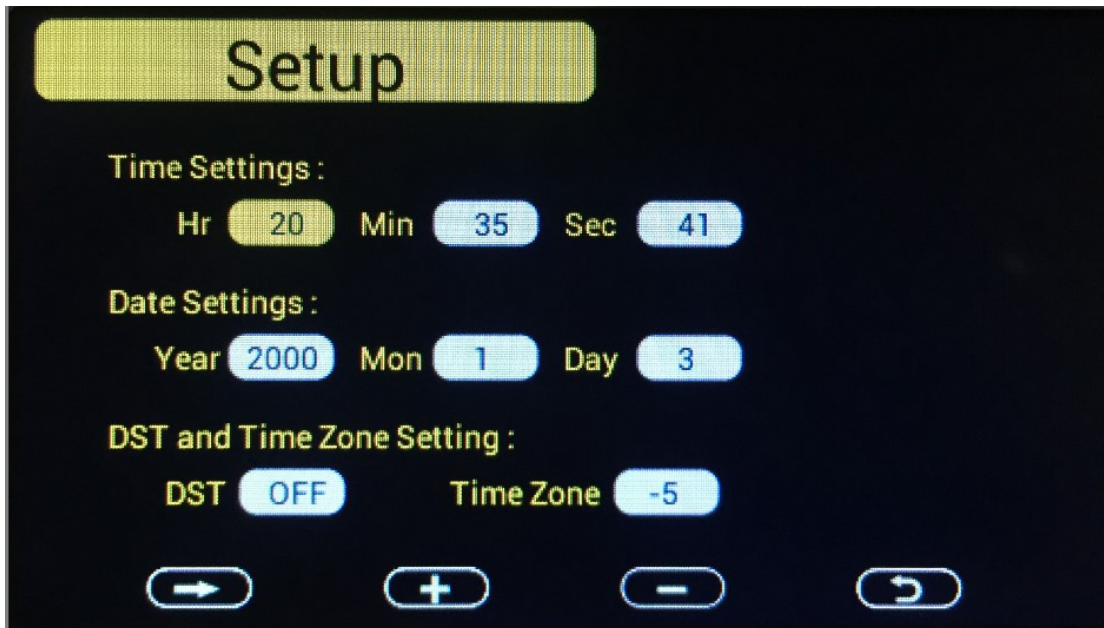 Setup
Time Settings :
Hr 20 Min 35 Sec 41
Date Settings :
Year 2000 Mon 1 Day 3
DST and Time Zone Setting :
DST OFF Time Zone -5